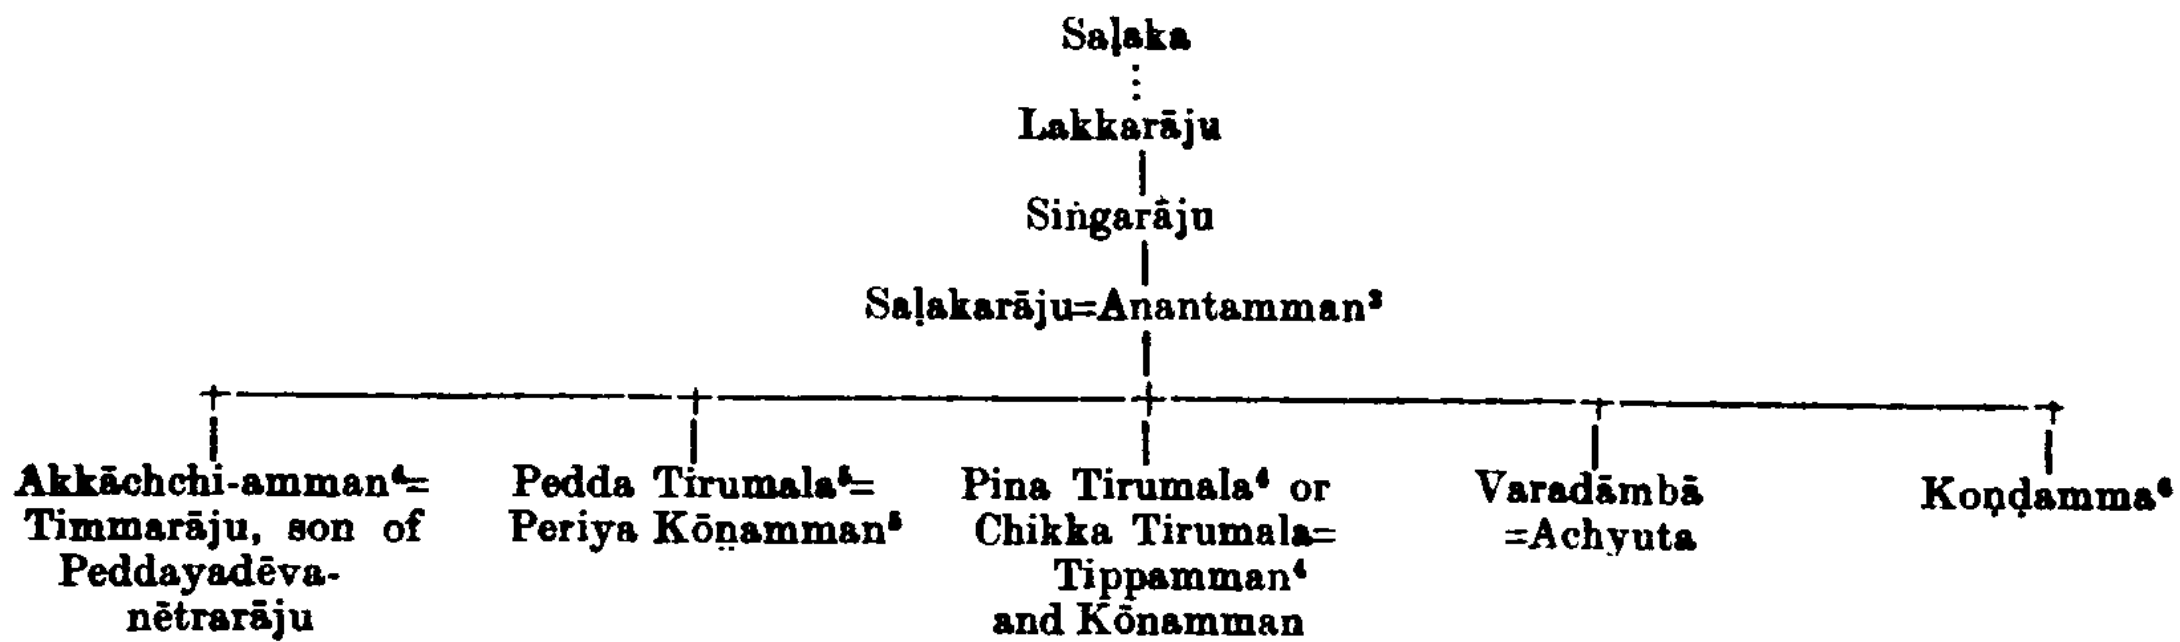 Saḷaka
Lakkarāju
Siṅgarāju
Saḷakarāju=Anantamman³
Akkāchchi-amman⁴=
Timmarāju, son of
Peddayadēva-
nētrarāju
Pedda Tirumala⁵=
Periya Kōṉamman⁵
Pina Tirumala⁴ or
Chikka Tirumala=
Tippamman⁴
and Kōnamman
Varadāmbā
=Achyuta
Koṇḍamma⁶